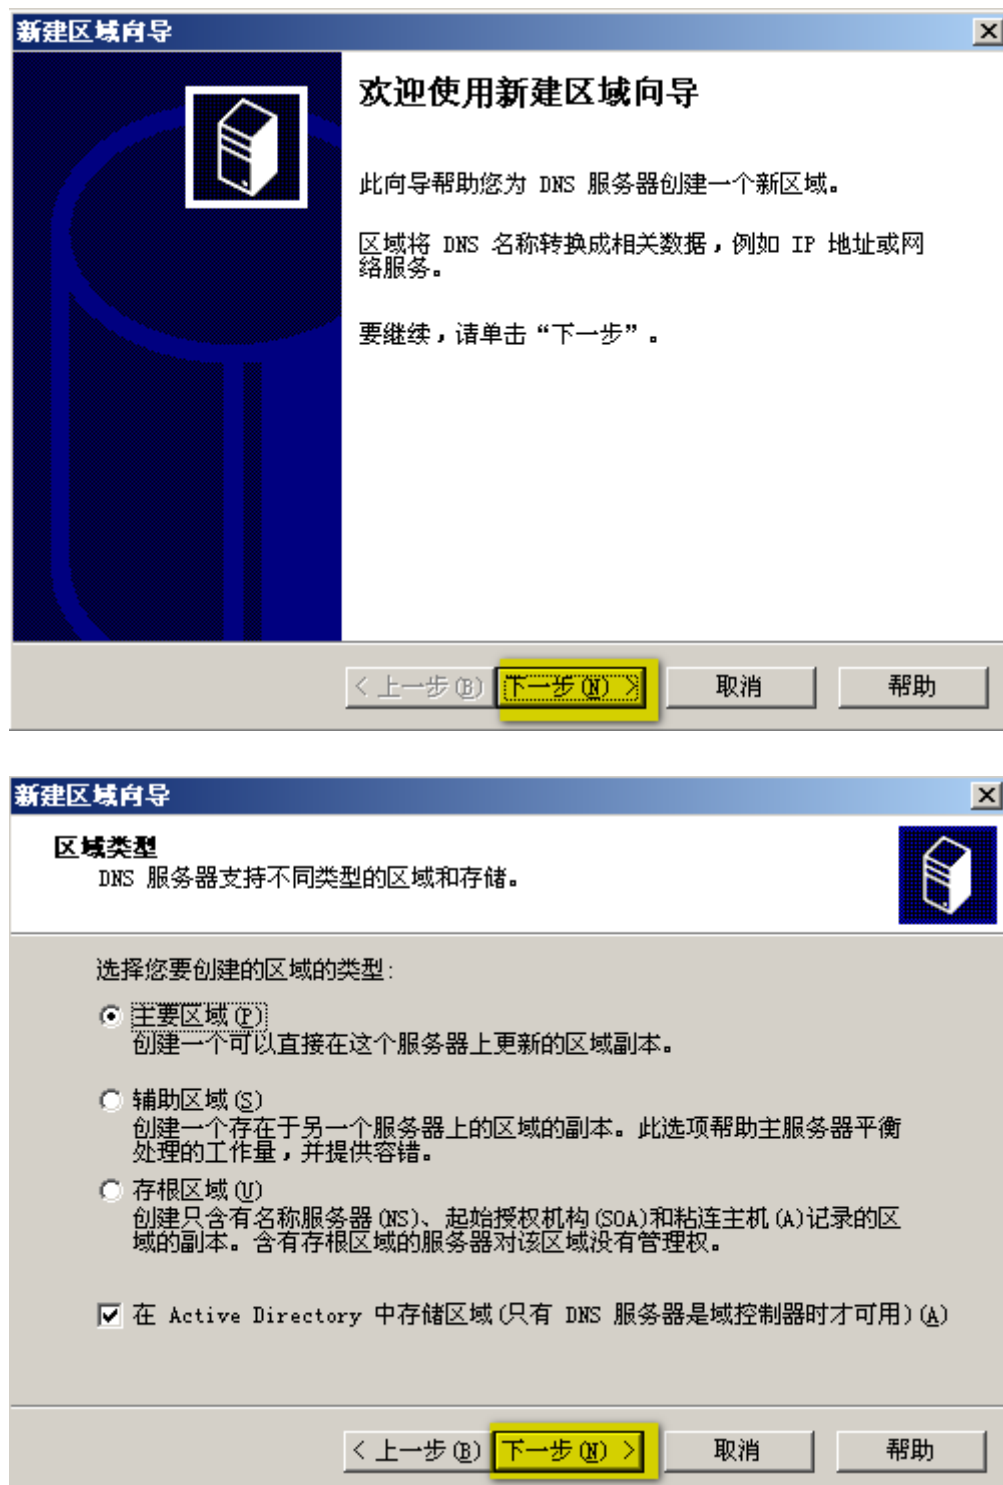 新建区域向导
欢迎使用新建区域向导
此向导帮助您为 DNS 服务器创建一个新区域。
区域将 DNS 名称转换成相关数据，例如 IP 地址或网
络服务。
要继续，请单击“下一步”。
< 上一步(B) 下一步(N) > 取消 帮助
新建区域向导
区域类型
DNS 服务器支持不同类型的区域和存储。
选择您要创建的区域的类型:
主要区域(P)
创建一个可以直接在这个服务器上更新的区域副本。
辅助区域(S)
创建一个存在于另一个服务器上的区域的副本。此选项帮助主服务器平衡
处理的工作量，并提供容错。
存根区域(U)
创建只含有名称服务器(NS)、起始授权机构(SOA)和粘连主机(A)记录的区
域的副本。含有存根区域的服务器对该区域没有管理权。
在 Active Directory 中存储区域(只有 DNS 服务器是域控制器时才可用)(A)
< 上一步(B) 下一步(N) > 取消 帮助